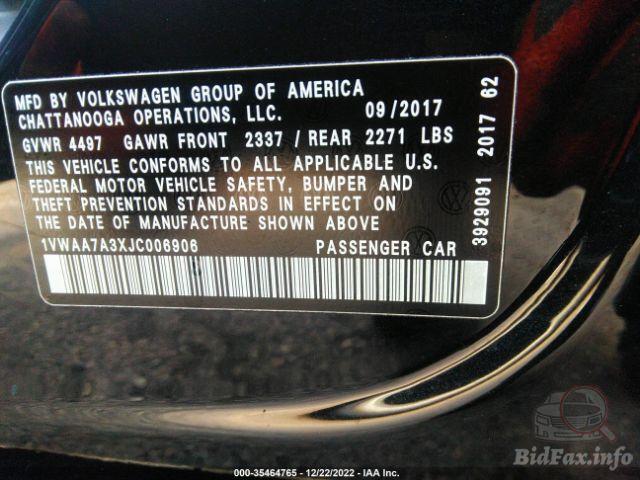 MFD BY VOLKSWAGEN GROUP OF AMERICA
CHATTANOOGA OPERATIONS, LLC. 09/2017
GVWR 4497 GAWR FRONT 2337 / REAR 2271 LBS
THIS VEHICLE CONFORMS TO ALL APPLICABLE U.S.
FEDERAL MOTOR VEHICLE SAFETY, BUMPER AND
THEFT PREVENTION STANDARDS IN EFFECT ON
THE DATE OF MANUFACTURE SHOWN ABOVE
1VWAA7A3XJC006906 PASSENGER CAR
3929091 2017 62
BidFax.info
000-35464765 - 12/22/2022 - IAA Inc.